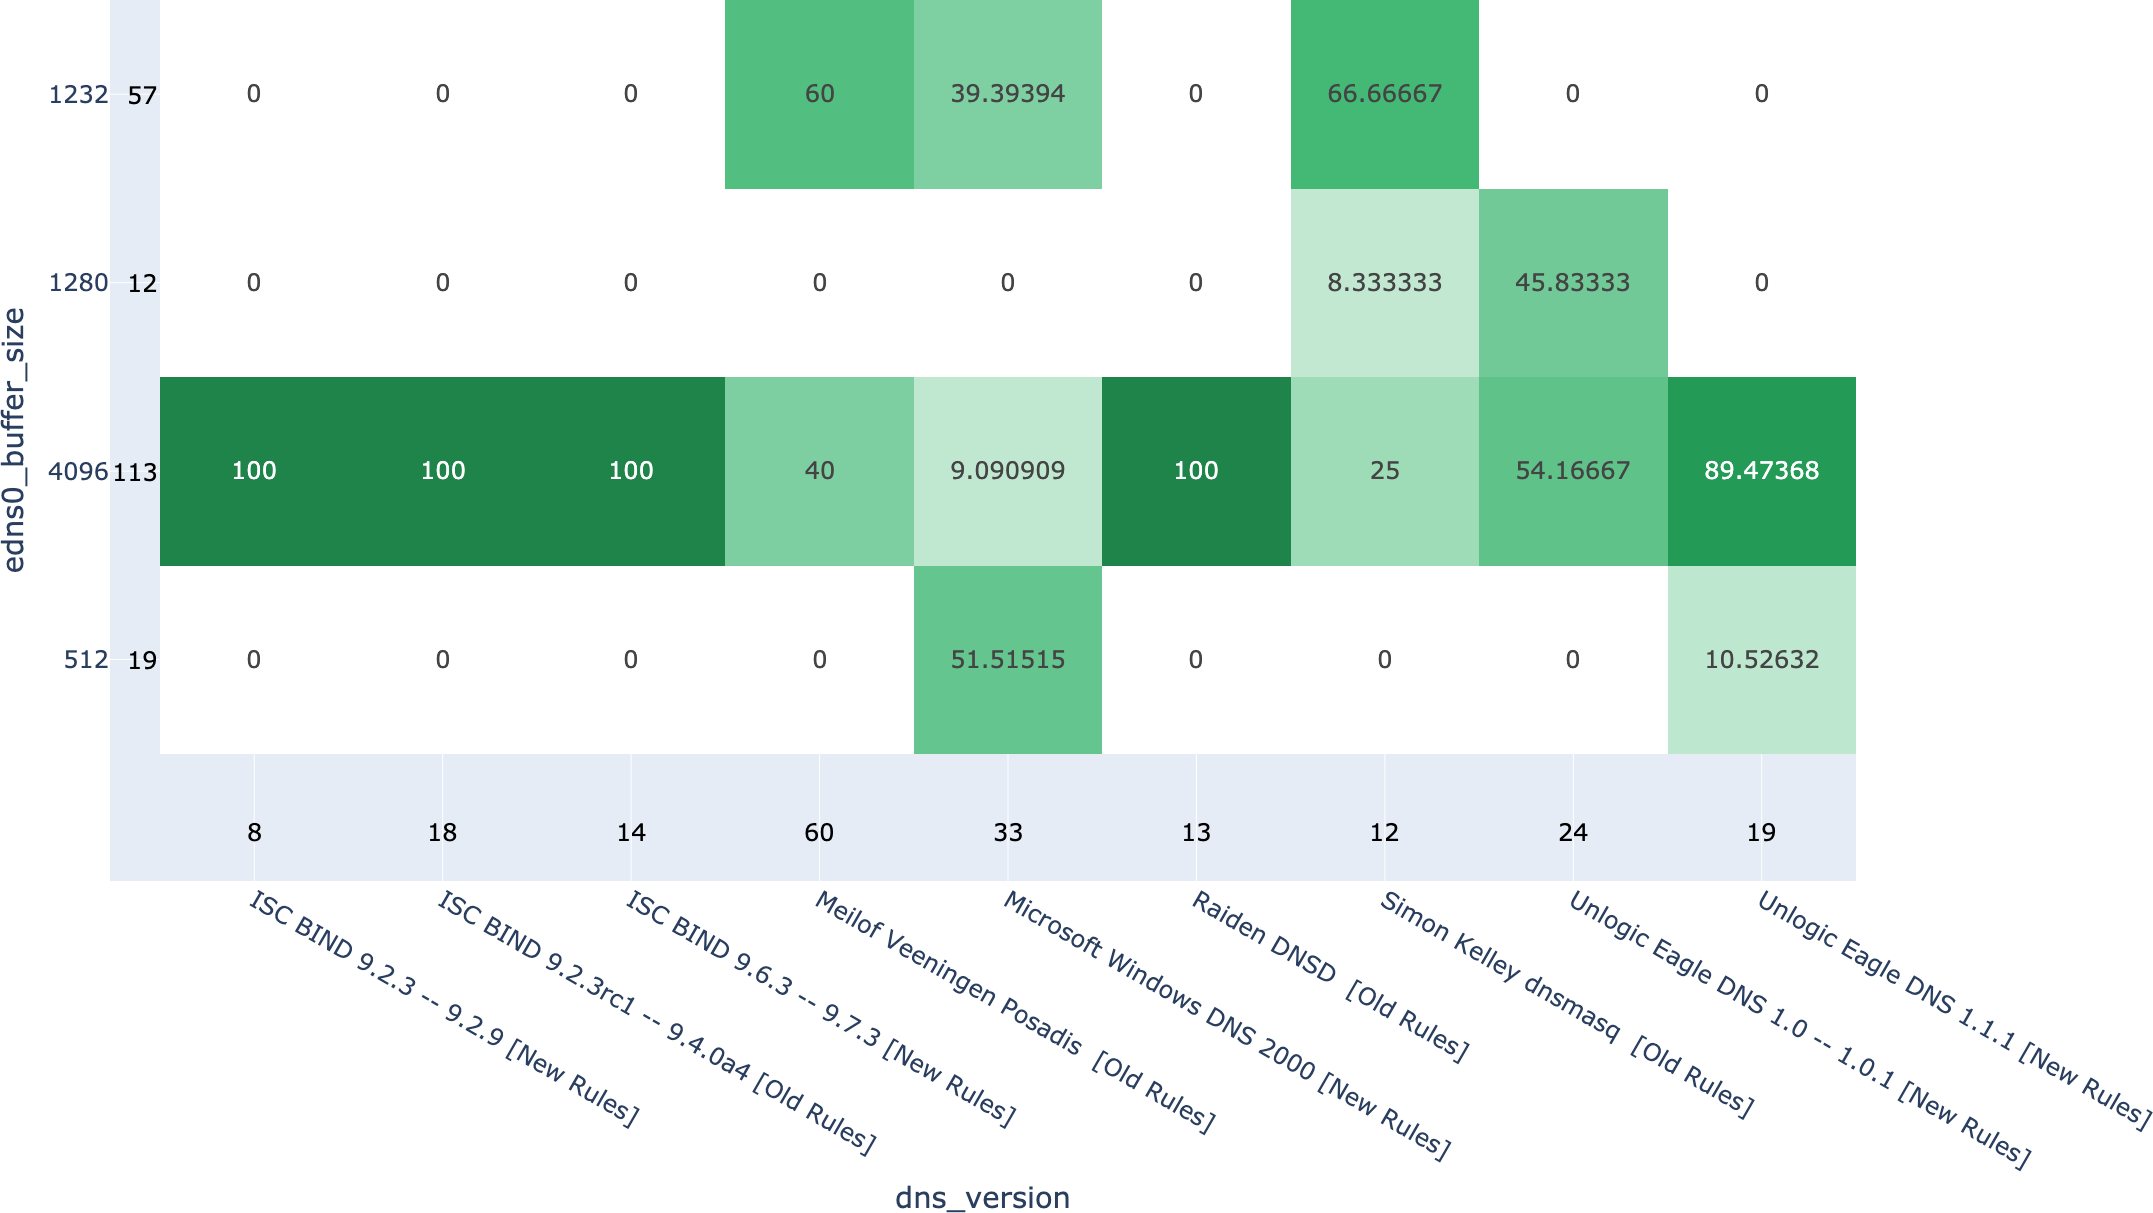 1232 57 0 0 0 60 39.39394 0 66.66667 0 0
1280 12 0 0 0 0 0 0 8.333333 45.83333 0
4096 113 100 100 100 40 9.090909 100 25 54.16667 89.47368
512 19 0 0 0 0 51.51515 0 0 0 10.52632
edns0_buffer_size
8 18 14 60 33 13 12 24 19
ISC BIND 9.2.3 -- 9.2.9 [New Rules]
ISC BIND 9.2.3rc1 -- 9.4.0a4 [Old Rules]
ISC BIND 9.6.3 -- 9.7.3 [New Rules]
Meilof Veeningen Posadis  [Old Rules]
Microsoft Windows DNS 2000 [New Rules]
Raiden DNSD  [Old Rules]
Simon Kelley dnsmasq  [Old Rules]
Unlogic Eagle DNS 1.0 -- 1.0.1 [New Rules]
Unlogic Eagle DNS 1.1.1 [New Rules]
dns_version